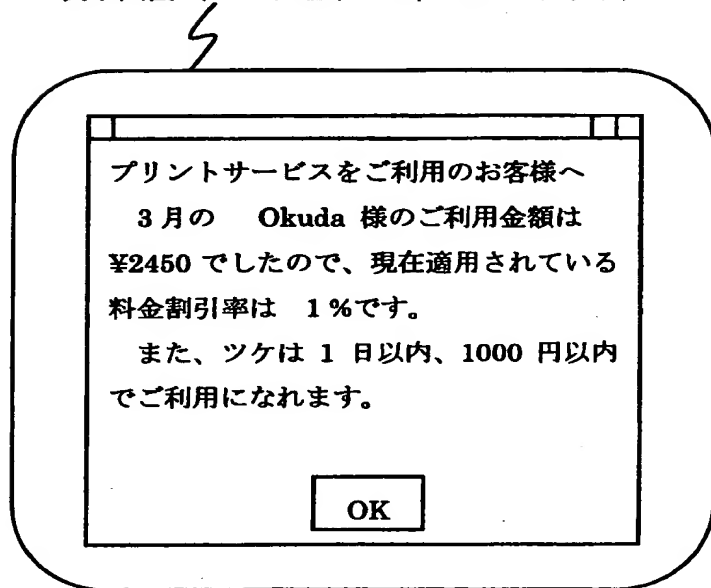 プリントサービスをご利用のお客様へ
3月の Okuda 様のご利用金額は
¥2450 でしたので、現在適用されている
料金割引率は 1%です。
また、ツケは 1 日以内、1000 円以内
でご利用になれます。
OK